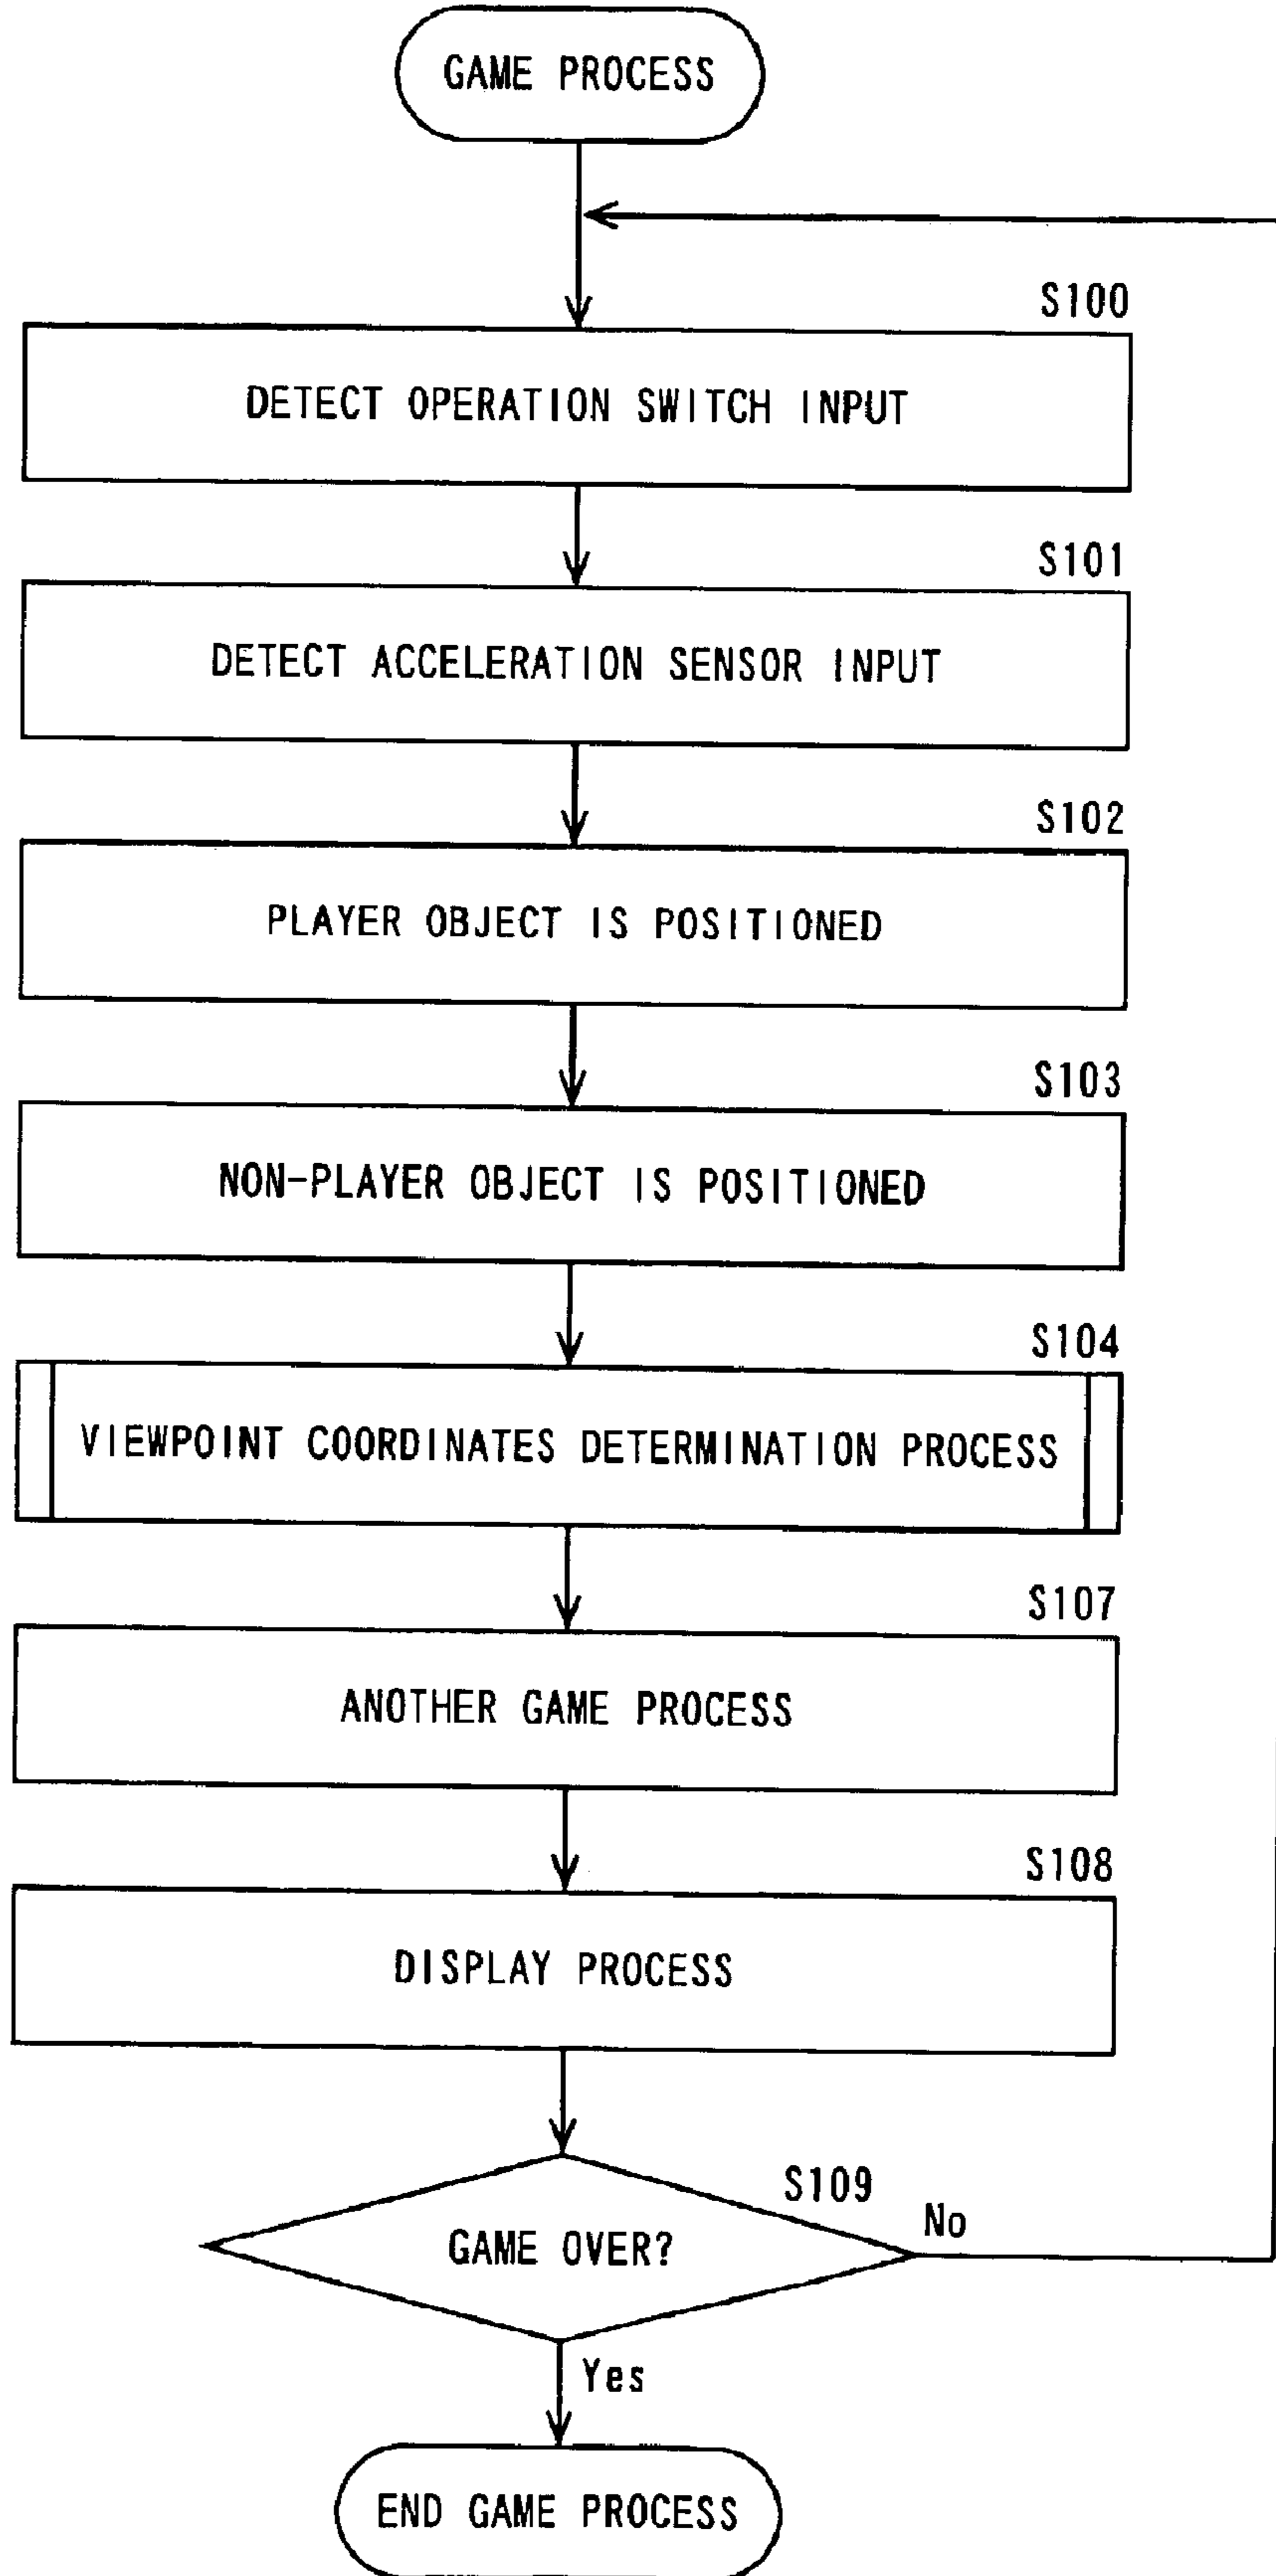 GAME PROCESS
S100
DETECT OPERATION SWITCH INPUT
S101
DETECT ACCELERATION SENSOR INPUT
S102
PLAYER OBJECT IS POSITIONED
S103
NON-PLAYER OBJECT IS POSITIONED
S104
VIEWPOINT COORDINATES DETERMINATION PROCESS
S107
ANOTHER GAME PROCESS
S108
DISPLAY PROCESS
S109
GAME OVER?
No
Yes
END GAME PROCESS